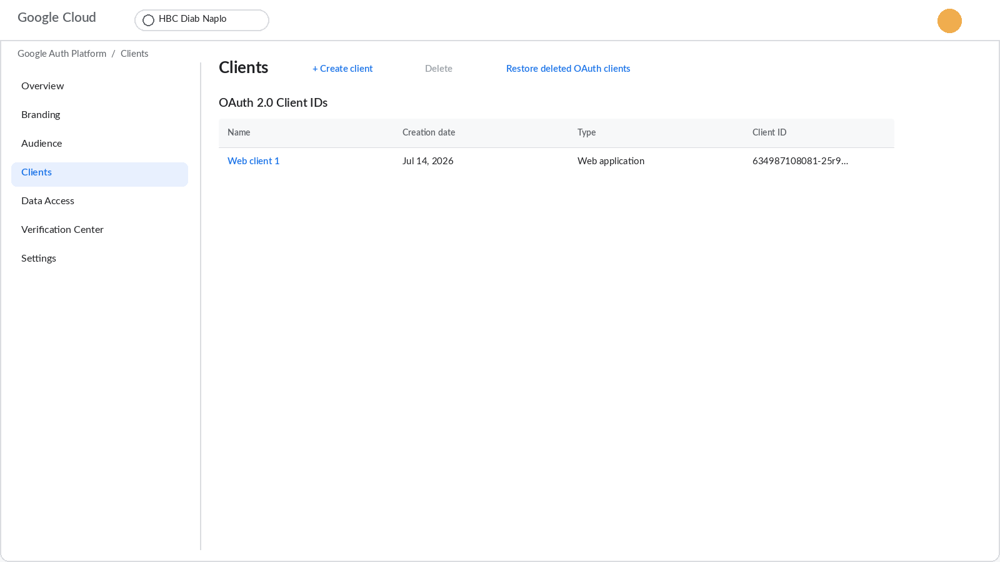 Google Cloud
HBC Diab Naplo
Google Auth Platform / Clients
Overview
Branding
Audience
Clients
Data Access
Verification Center
Settings
Clients
+ Create client
Delete
Restore deleted OAuth clients
OAuth 2.0 Client IDs
Name Creation date Type Client ID
Web client 1 Jul 14, 2026 Web application 634987108081-25r9...